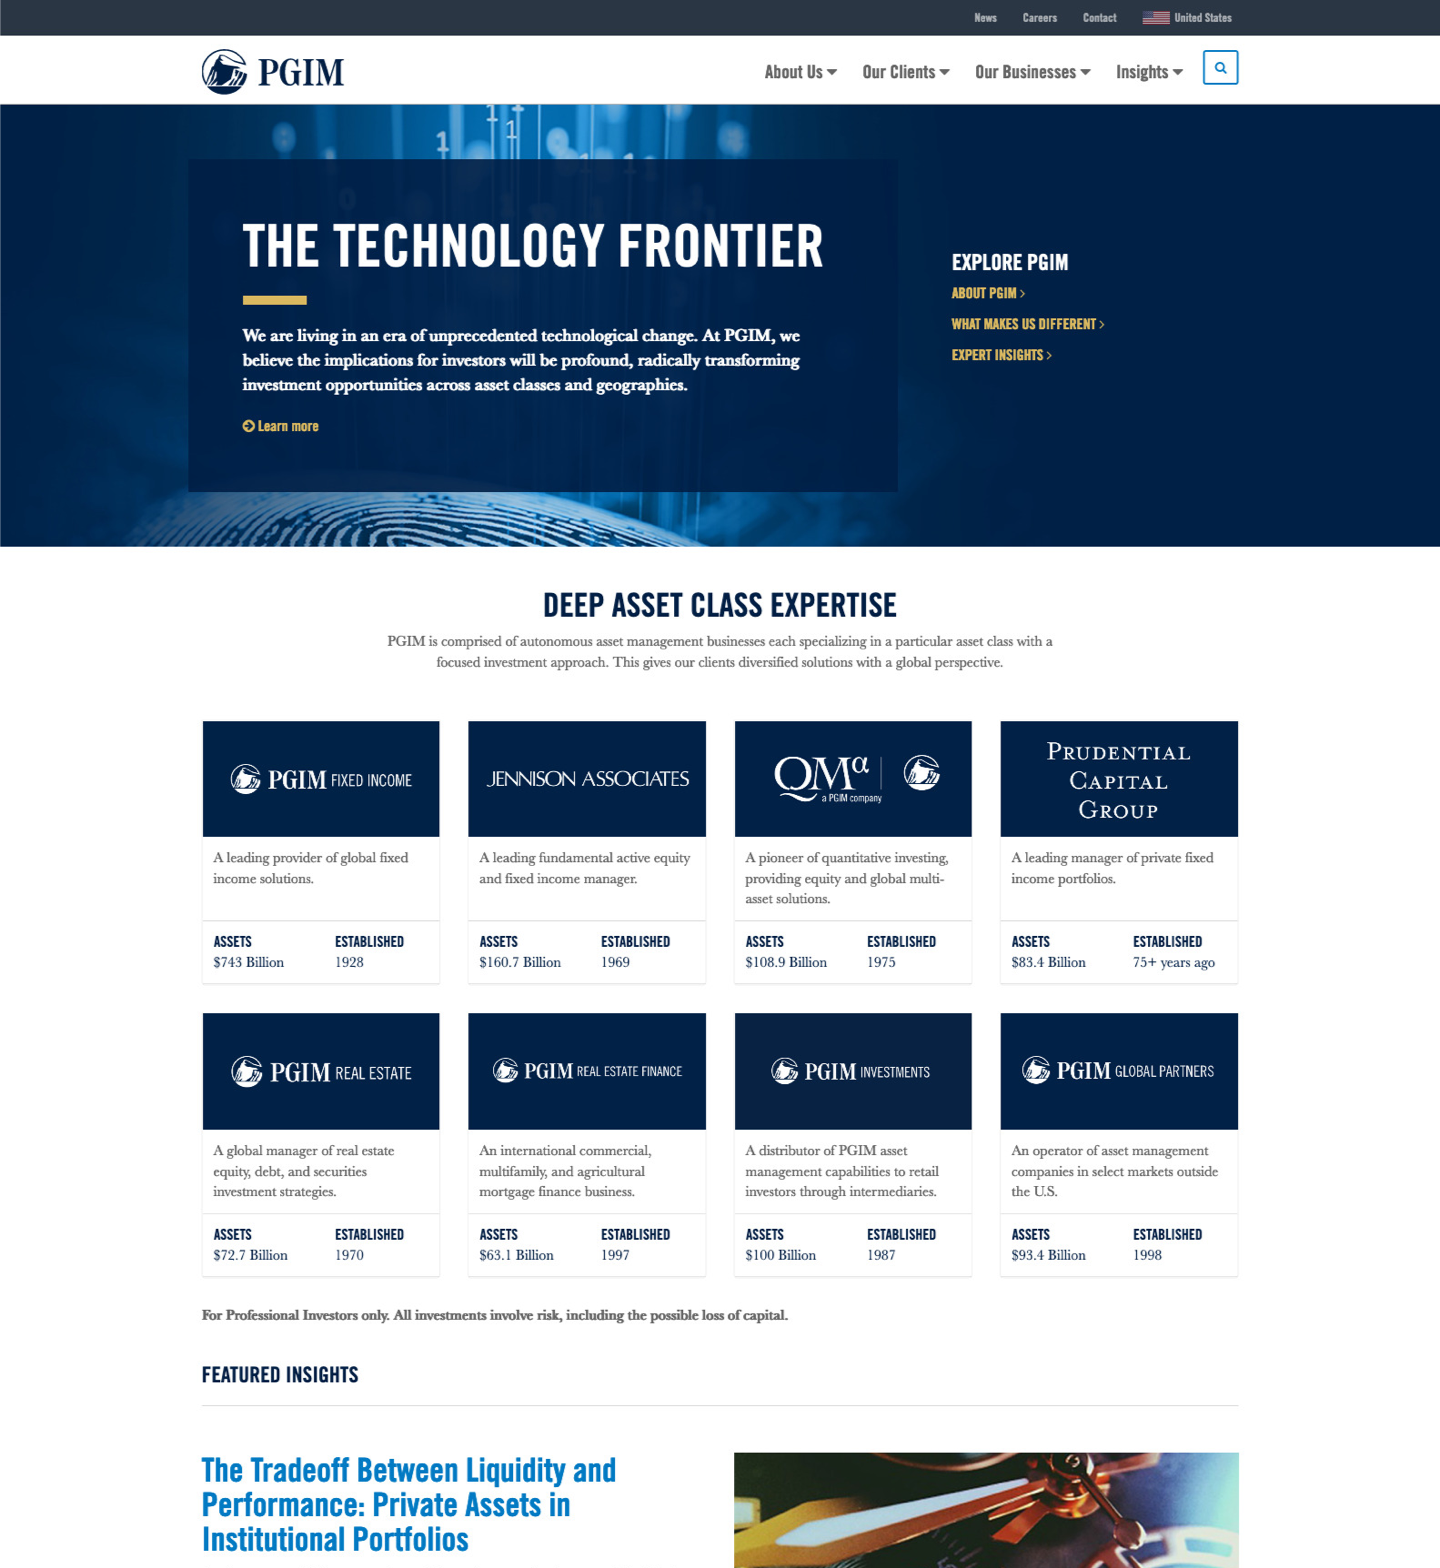 News Careers Contact United States
PGIM
About Us Our Clients Our Businesses Insights
THE TECHNOLOGY FRONTIER
We are living in an era of unprecedented technological change. At PGIM, we
believe the implications for investors will be profound, radically transforming
investment opportunities across asset classes and geographies.
Learn more
EXPLORE PGIM
ABOUT PGIM >
WHAT MAKES US DIFFERENT >
EXPERT INSIGHTS >
DEEP ASSET CLASS EXPERTISE
PGIM is comprised of autonomous asset management businesses each specializing in a particular asset class with a
focused investment approach. This gives our clients diversified solutions with a global perspective.
PGIM FIXED INCOME
A leading provider of global fixed
income solutions.
ASSETS ESTABLISHED
$743 Billion 1928
JENNISON ASSOCIATES
A leading fundamental active equity
and fixed income manager.
ASSETS ESTABLISHED
$160.7 Billion 1969
QMα
a PGIM company
A pioneer of quantitative investing,
providing equity and global multi-
asset solutions.
ASSETS ESTABLISHED
$108.9 Billion 1975
PRUDENTIAL
CAPITAL
GROUP
A leading manager of private fixed
income portfolios.
ASSETS ESTABLISHED
$83.4 Billion 75+ years ago
PGIM REAL ESTATE
A global manager of real estate
equity, debt, and securities
investment strategies.
ASSETS ESTABLISHED
$72.7 Billion 1970
PGIM REAL ESTATE FINANCE
An international commercial,
multifamily, and agricultural
mortgage finance business.
ASSETS ESTABLISHED
$63.1 Billion 1997
PGIM INVESTMENTS
A distributor of PGIM asset
management capabilities to retail
investors through intermediaries.
ASSETS ESTABLISHED
$100 Billion 1987
PGIM GLOBAL PARTNERS
An operator of asset management
companies in select markets outside
the U.S.
ASSETS ESTABLISHED
$93.4 Billion 1998
For Professional Investors only. All investments involve risk, including the possible loss of capital.
FEATURED INSIGHTS
The Tradeoff Between Liquidity and
Performance: Private Assets in
Institutional Portfolios